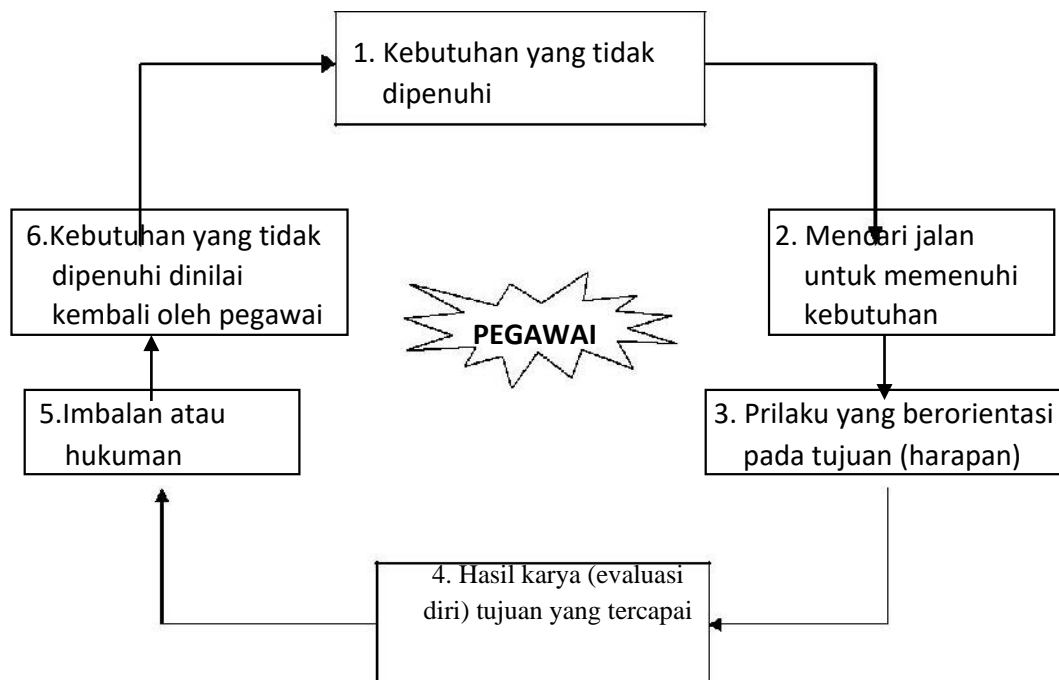 1. Kebutuhan yang tidak
dipenuhi
2. Mencari jalan
untuk memenuhi
kebutuhan
3. Prilaku yang berorientasi
pada tujuan (harapan)
4. Hasil karya (evaluasi
diri) tujuan yang tercapai
5.Imbalan atau
hukuman
6.Kebutuhan yang tidak
dipenuhi dinilai
kembali oleh pegawai
PEGAWAI